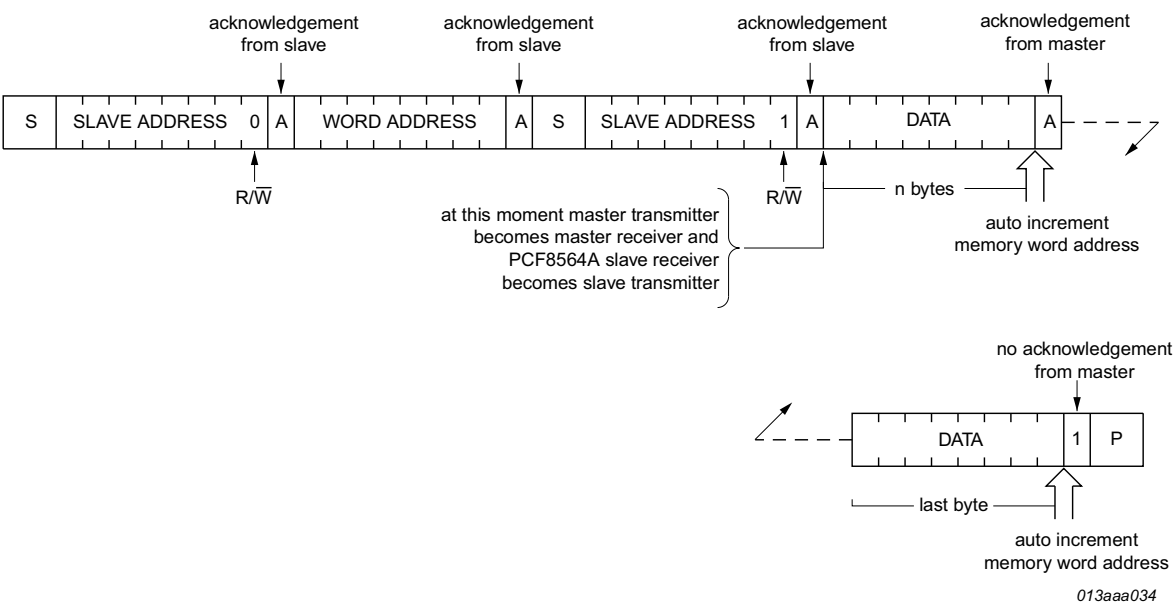 acknowledgement
from slave
acknowledgement
from slave
acknowledgement
from slave
acknowledgement
from master
S SLAVE ADDRESS 0 A WORD ADDRESS A S SLAVE ADDRESS 1 A DATA A
R/W̅
R/W̅
n bytes
at this moment master transmitter
becomes master receiver and
PCF8564A slave receiver
becomes slave transmitter
auto increment
memory word address
no acknowledgement
from master
DATA 1 P
last byte
auto increment
memory word address
013aaa034